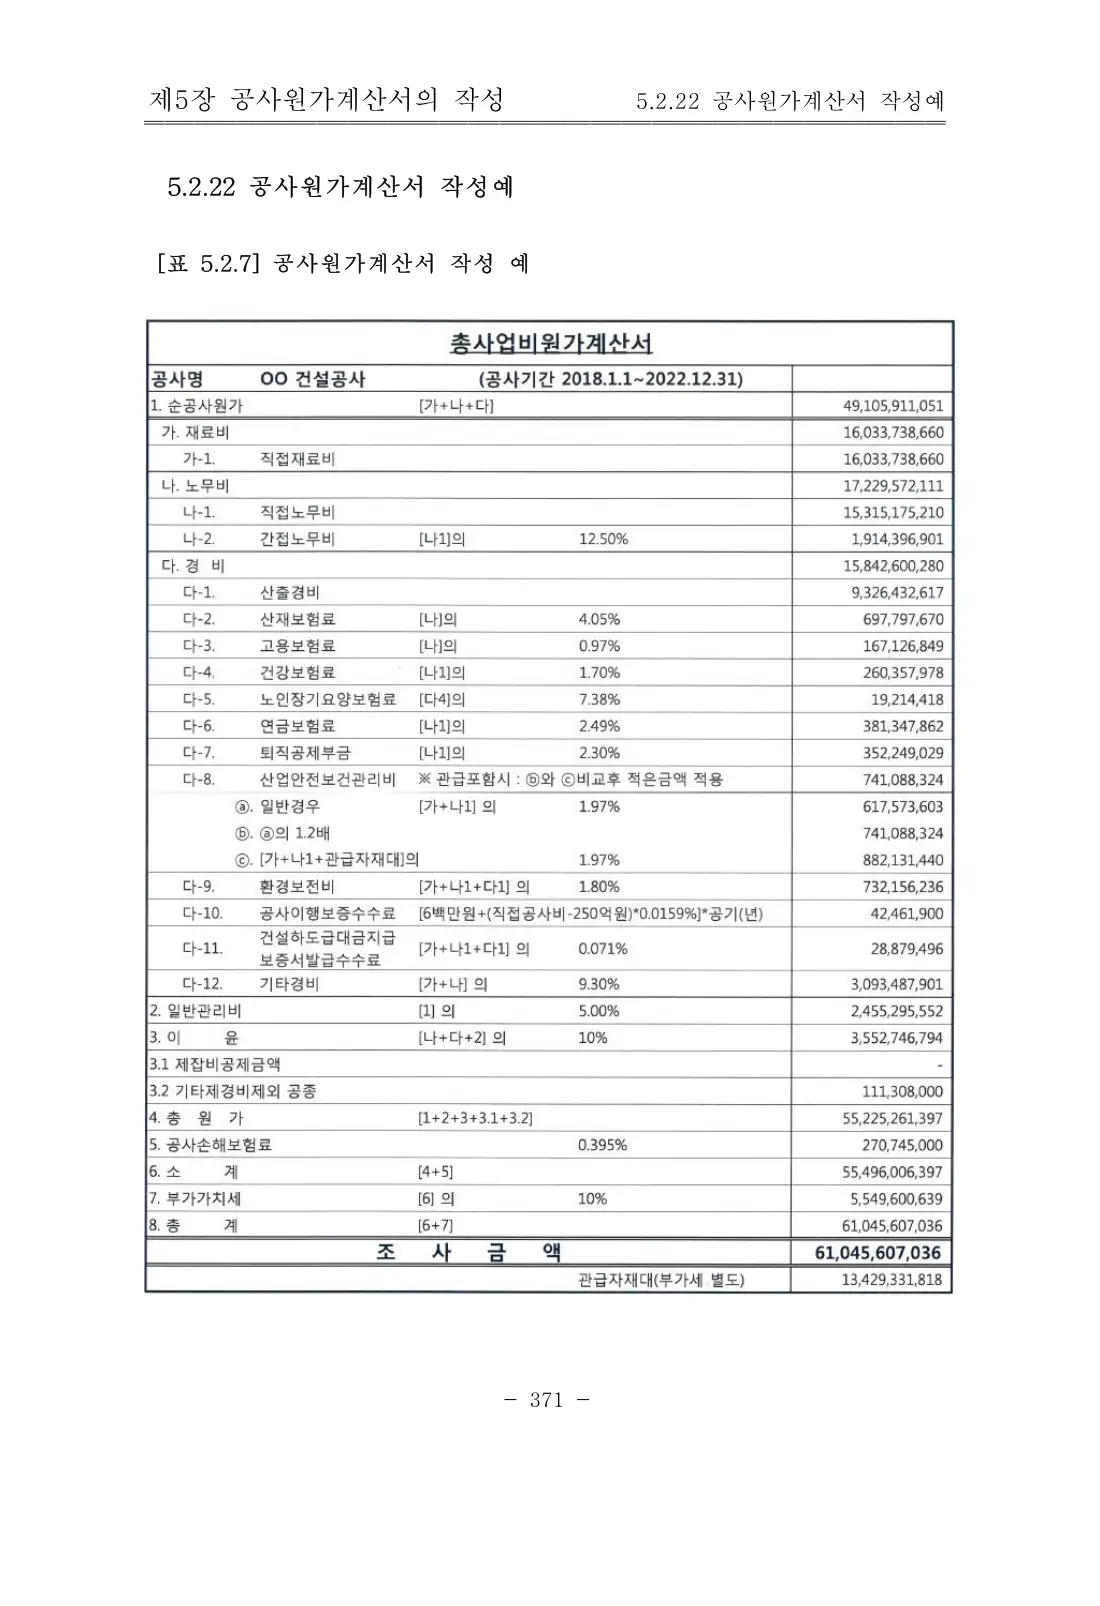 제5장 공사원가계산서의 작성 5.2.22 공사원가계산서 작성예
5.2.22 공사원가계산서 작성예
[표 5.2.7] 공사원가계산서 작성 예
총사업비원가계산서
공사명 OO 건설공사 (공사기간 2018.1.1~2022.12.31)
1. 순공사원가 [가+나+다] 49,105,911,051
가. 재료비 16,033,738,660
가-1. 직접재료비 16,033,738,660
나. 노무비 17,229,572,111
나-1. 직접노무비 15,315,175,210
나-2. 간접노무비 [나1]의 12.50% 1,914,396,901
다. 경 비 15,842,600,280
다-1. 산출경비 9,326,432,617
다-2. 산재보험료 [나]의 4.05% 697,797,670
다-3. 고용보험료 [나]의 0.97% 167,126,849
다-4. 건강보험료 [나1]의 1.70% 260,357,978
다-5. 노인장기요양보험료 [다4]의 7.38% 19,214,418
다-6. 연금보험료 [나1]의 2.49% 381,347,862
다-7. 퇴직공제부금 [나1]의 2.30% 352,249,029
다-8. 산업안전보건관리비 ※ 관급포함시 : ⓑ와 ⓒ비교후 적은금액 적용 741,088,324
ⓐ. 일반경우 [가+나1] 의 1.97% 617,573,603
ⓑ. ⓐ의 1.2배 741,088,324
ⓒ. [가+나1+관급자재대]의 1.97% 882,131,440
다-9. 환경보전비 [가+나1+다1] 의 1.80% 732,156,236
다-10. 공사이행보증수수료 [6백만원+(직접공사비-250억원)*0.0159%]*공기(년) 42,461,900
다-11. 건설하도급대금지급 [가+나1+다1] 의 0.071% 28,879,496
보증서발급수수료
다-12. 기타경비 [가+나] 의 9.30% 3,093,487,901
2. 일반관리비 [1] 의 5.00% 2,455,295,552
3. 이 윤 [나+다+2] 의 10% 3,552,746,794
3.1 제잡비공제금액 -
3.2 기타제경비제외 공종 111,308,000
4. 총 원 가 [1+2+3+3.1+3.2] 55,225,261,397
5. 공사손해보험료 0.395% 270,745,000
6. 소 계 [4+5] 55,496,006,397
7. 부가가치세 [6] 의 10% 5,549,600,639
8. 총 계 [6+7] 61,045,607,036
조 사 금 액 61,045,607,036
관급자재대(부가세 별도) 13,429,331,818
- 371 -